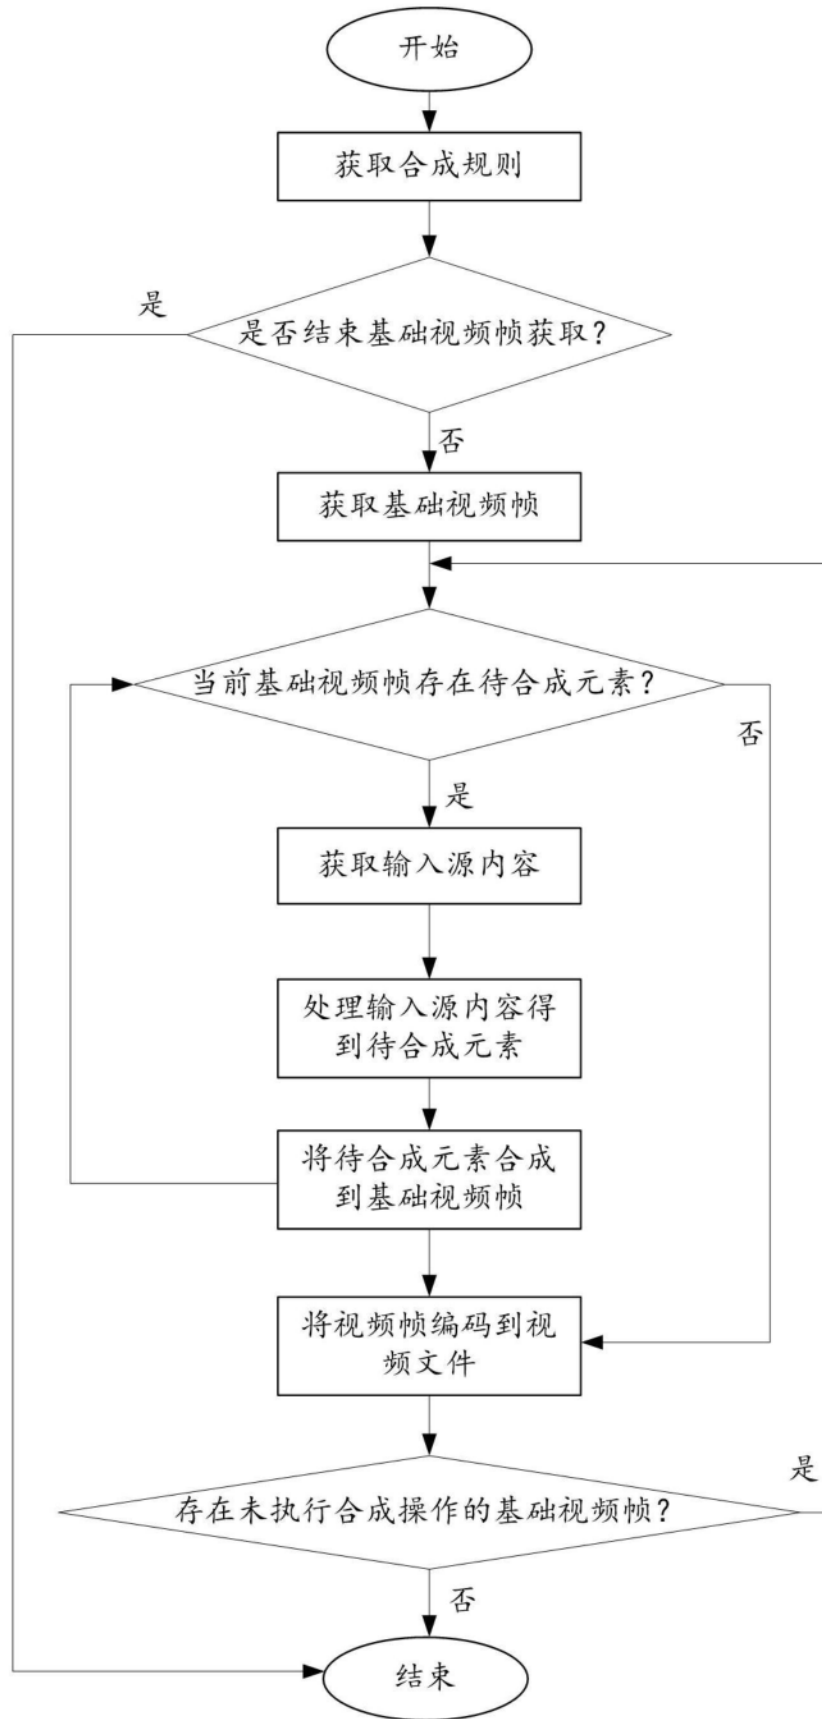 开始
获取合成规则
是
是否结束基础视频帧获取?
否
获取基础视频帧
当前基础视频帧存在待合成元素?
否
是
获取输入源内容
处理输入源内容得
到待合成元素
将待合成元素合成
到基础视频帧
将视频帧编码到视
频文件
是
存在未执行合成操作的基础视频帧?
否
结束